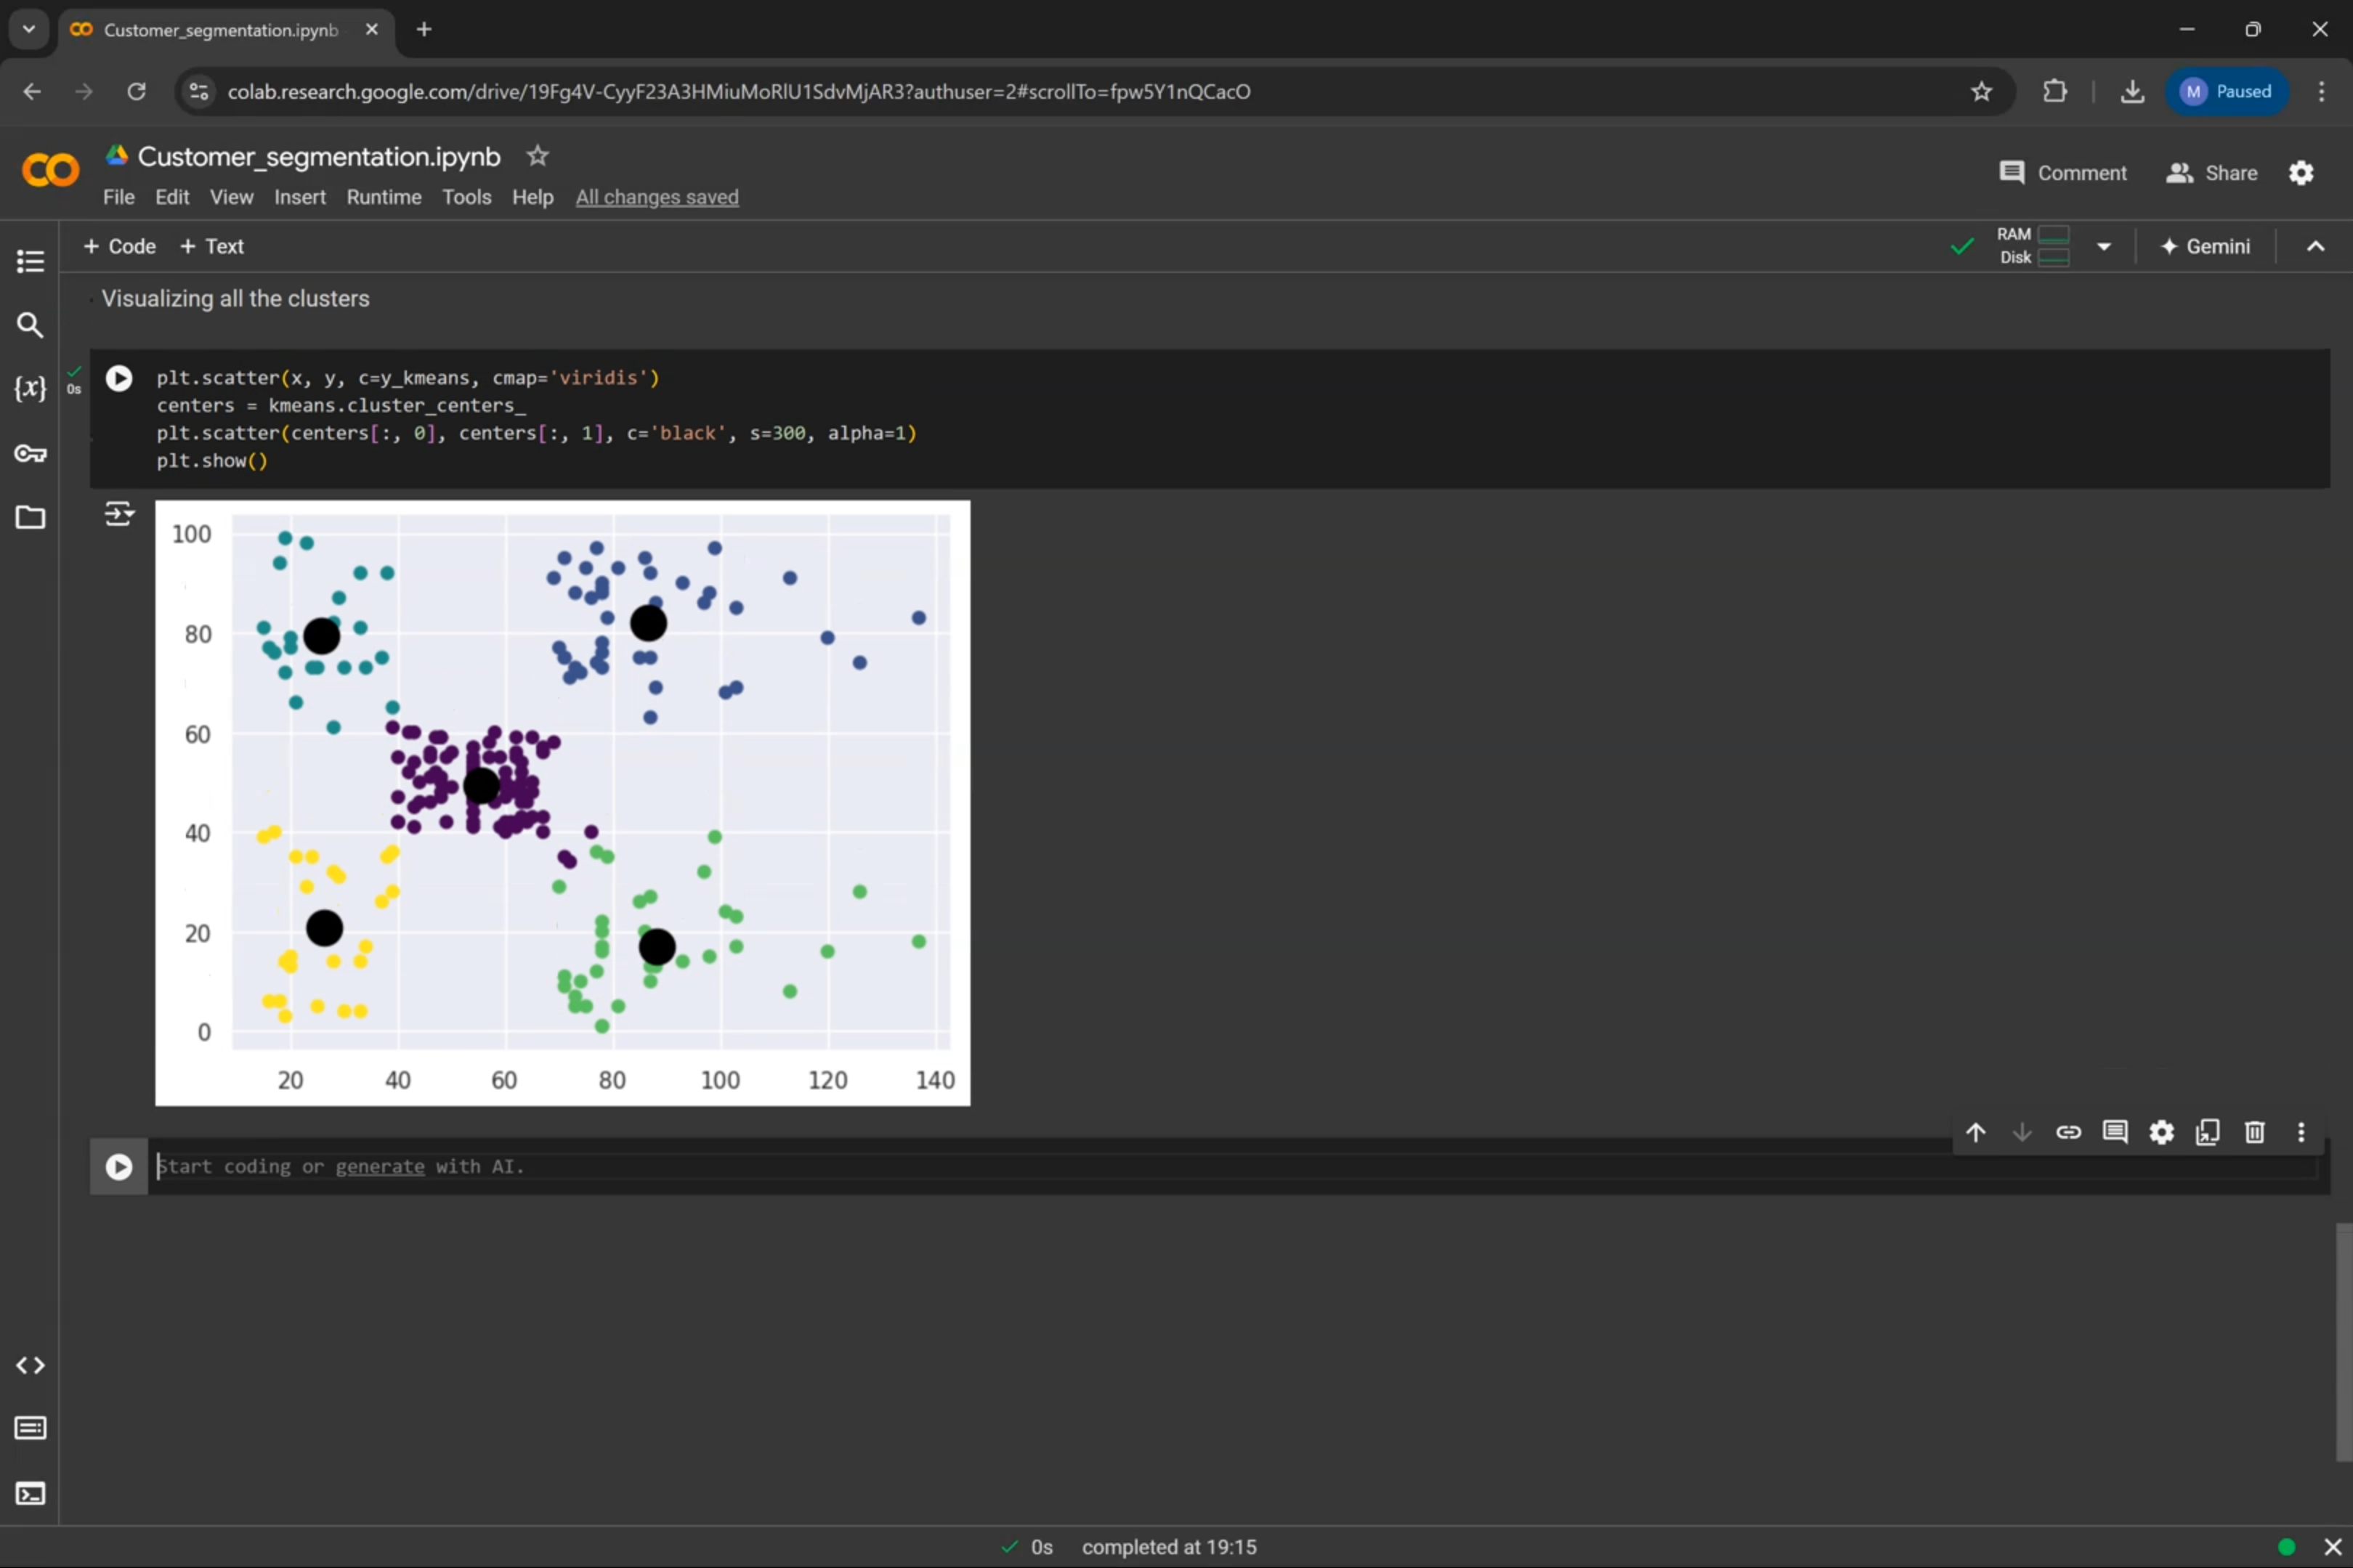 Customer_segmentation.ipynb
colab.research.google.com/drive/19Fg4V-CyyF23A3HMiuMoRlU1SdvMjAR3?authuser=2#scrollTo=fpw5Y1nQCacO
M Paused
Customer_segmentation.ipynb
Comment Share
File Edit View Insert Runtime Tools Help All changes saved
+ Code + Text
RAM
Disk
Gemini
Visualizing all the clusters
0s
plt.scatter(x, y, c=y_kmeans, cmap='viridis')
centers = kmeans.cluster_centers_
plt.scatter(centers[:, 0], centers[:, 1], c='black', s=300, alpha=1)
plt.show()
100
80
60
40
20
0
20 40 60 80 100 120 140
Start coding or generate with AI.
0s completed at 19:15